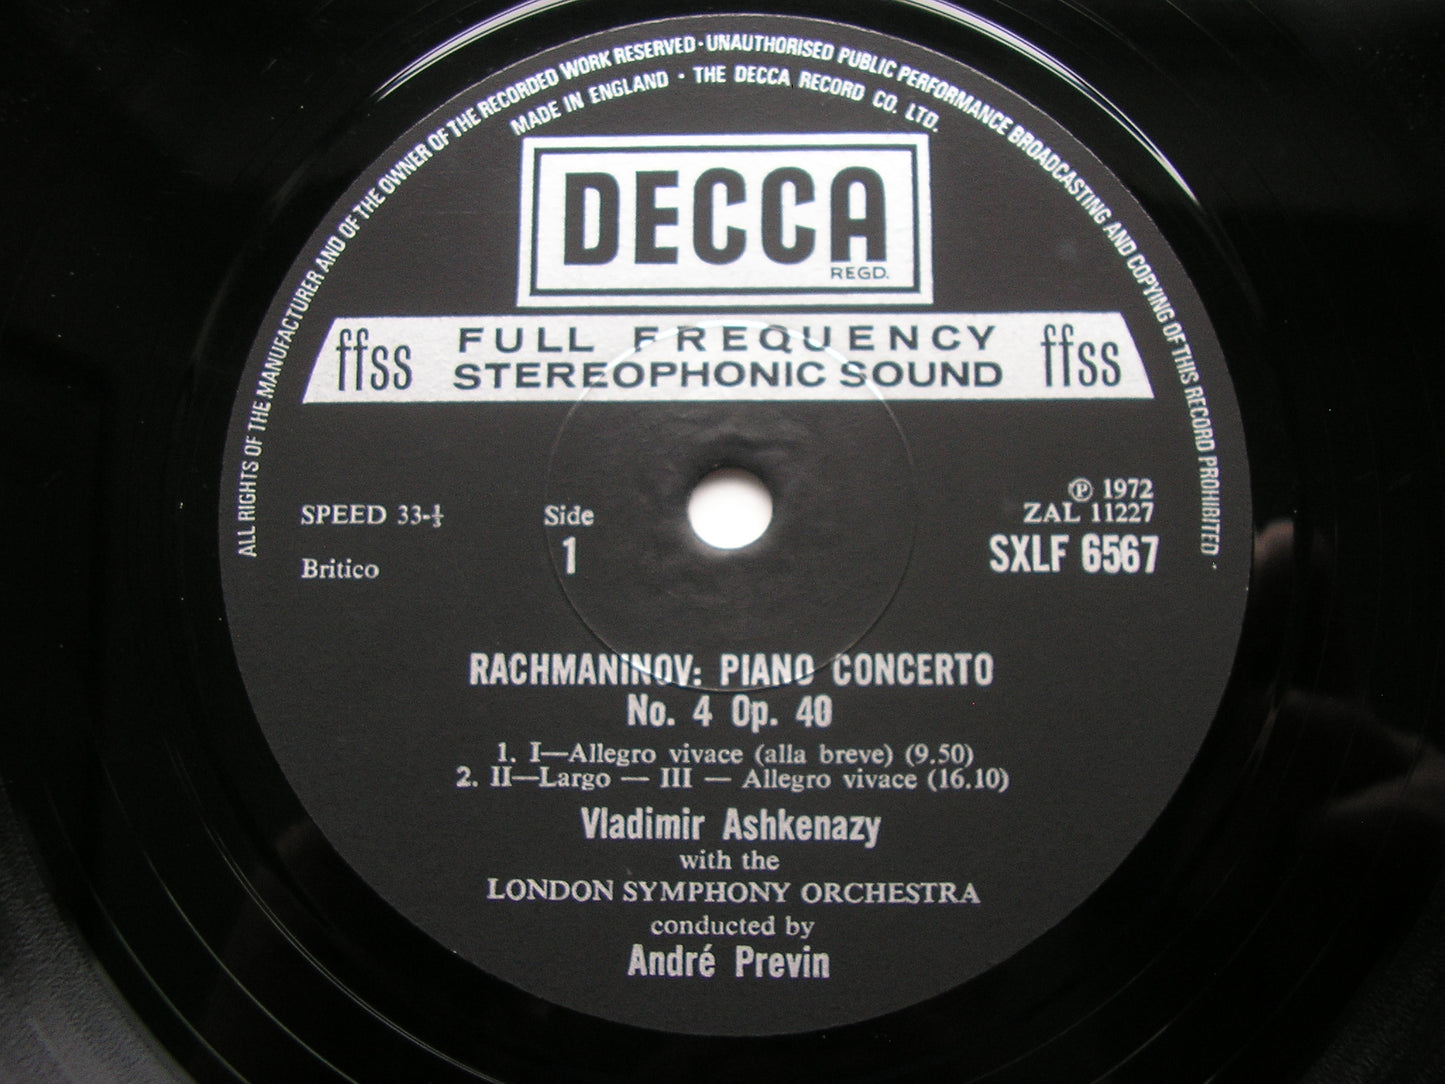 ALL RIGHTS OF THE MANUFACTURER AND OF THE OWNER OF THE RECORDED WORK RESERVED · UNAUTHORISED PUBLIC PERFORMANCE BROADCASTING AND COPYING OF THIS RECORD PROHIBITED
MADE IN ENGLAND · THE DECCA RECORD CO. LTD.
DECCA
REGD.
ffss FULL FREQUENCY ffss
STEREOPHONIC SOUND
SPEED 33-⅓
Side
1
Britico
℗ 1972
ZAL 11227
SXLF 6567
RACHMANINOV: PIANO CONCERTO
No. 4 Op. 40
1. I—Allegro vivace (alla breve) (9.50)
2. II—Largo — III — Allegro vivace (16.10)
Vladimir Ashkenazy
with the
LONDON SYMPHONY ORCHESTRA
conducted by
André Previn